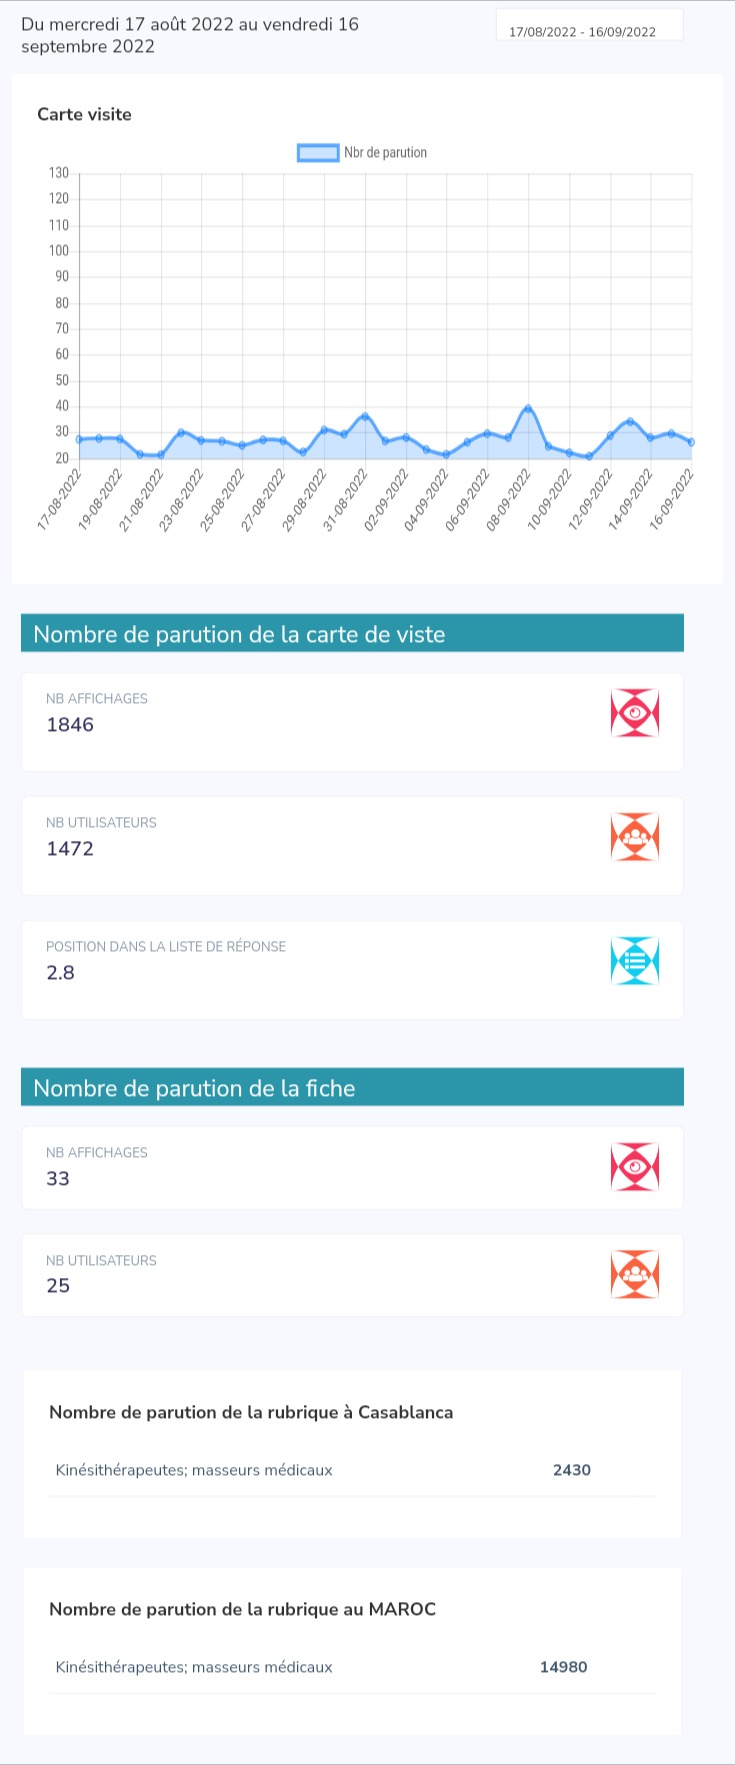 Du mercredi 17 août 2022 au vendredi 16
septembre 2022
17/08/2022 - 16/09/2022
Carte visite
Nbr de parution
130
120
110
100
90
80
70
60
50
40
30
20
17-08-2022
19-08-2022
21-08-2022
23-08-2022
25-08-2022
27-08-2022
29-08-2022
31-08-2022
02-09-2022
04-09-2022
06-09-2022
08-09-2022
10-09-2022
12-09-2022
14-09-2022
16-09-2022
Nombre de parution de la carte de viste
NB AFFICHAGES
1846
NB UTILISATEURS
1472
POSITION DANS LA LISTE DE RÉPONSE
2.8
Nombre de parution de la fiche
NB AFFICHAGES
33
NB UTILISATEURS
25
Nombre de parution de la rubrique à Casablanca
Kinésithérapeutes; masseurs médicaux 2430
Nombre de parution de la rubrique au MAROC
Kinésithérapeutes; masseurs médicaux 14980